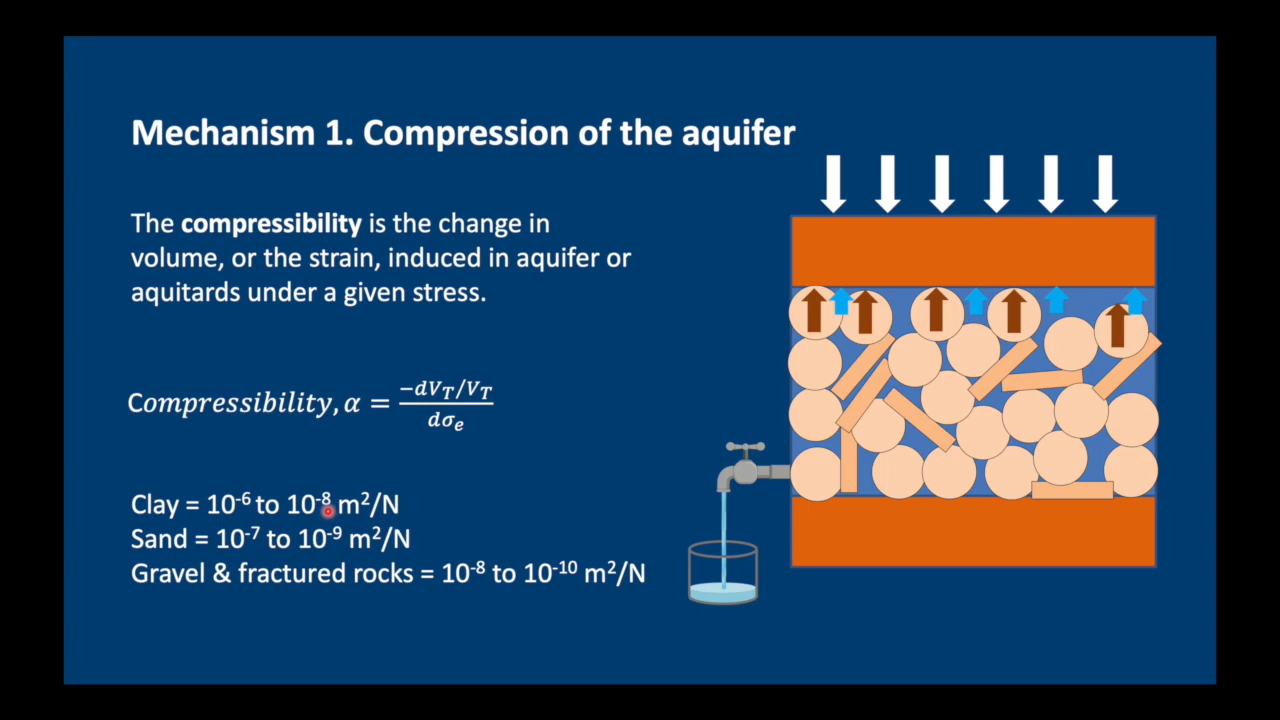 Mechanism 1. Compression of the aquifer
The compressibility is the change in
volume, or the strain, induced in aquifer or
aquitards under a given stress.
Compressibility, α = −dV_T/V_T / dσ_e
Clay = 10⁻⁶ to 10⁻⁸ m²/N
Sand = 10⁻⁷ to 10⁻⁹ m²/N
Gravel & fractured rocks = 10⁻⁸ to 10⁻¹⁰ m²/N